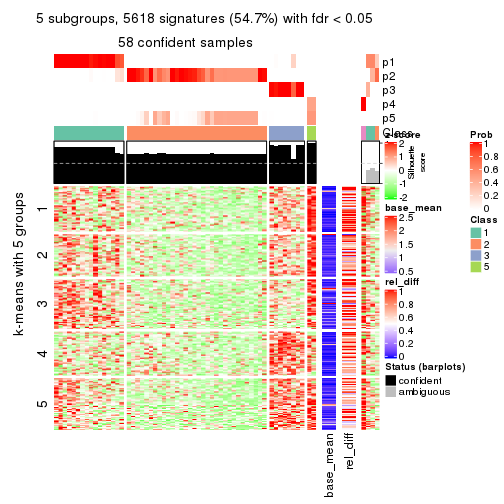 5 subgroups, 5618 signatures (54.7%) with fdr < 0.05
58 confident samples
p1
p2
p3
p4
p5
Class
z-score
2
1
0
-1
-2
Silhouette
score
k-means with 5 groups
1
2
3
4
5
base_mean
2.5
1.5
0.5
rel_diff
1
0.8
0.6
0.4
0.2
0
Status (barplots)
confident
ambiguous
Prob
1
0.8
0.6
0.4
0.2
0
Class
1
2
3
5
base_mean
rel_diff